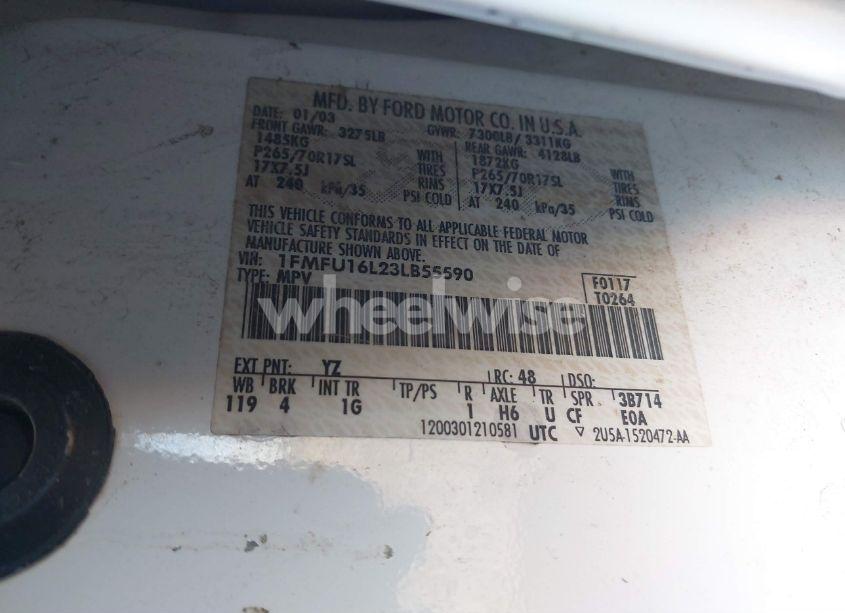 MFD. BY FORD MOTOR CO. IN U.S.A.
DATE: 01/03 GVWR: 7300LB/ 3311KG
FRONT GAWR: 3275LB REAR GAWR: 4128LB
1485KG WITH 1872KG WITH
P265/70R17SL TIRES P265/70R17SL TIRES
17X7.5J RIMS 17X7.5J RIMS
AT 240 kPa/35 PSI COLD AT 240 kPa/35 PSI COLD
THIS VEHICLE CONFORMS TO ALL APPLICABLE FEDERAL MOTOR
VEHICLE SAFETY STANDARDS IN EFFECT ON THE DATE OF
MANUFACTURE SHOWN ABOVE.
VIN: 1FMFU16L23LB55590 F0117
TYPE: MPV T0264
wheelwise
EXT PNT: YZ RC: 48 DSO:
WB BRK INT TR TP/PS R AXLE TR SPR 3B714
119 4 1G 1 H6 U CF E0A
1200301210581 UTC ▽ 2U5A-1520472-AA